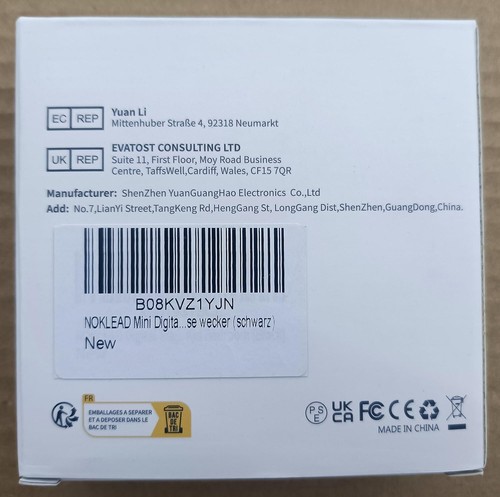 EC REP
Yuan Li
Mittenhuber Straße 4, 92318 Neumarkt
UK REP
EVATOST CONSULTING LTD
Suite 11, First Floor, Moy Road Business
Centre, TaffsWell,Cardiff, Wales, CF15 7QR
Manufacturer: ShenZhen YuanGuangHao Electronics Co.,Ltd
Add: No.7,LianYi Street,TangKeng Rd,HengGang St, LongGang Dist,ShenZhen,GuangDong,China.
B08KVZ1YJN
NOKLEAD Mini Digita...se wecker (schwarz)
New
FR
EMBALLAGES A SEPARER
ET A DEPOSER DANS LE
BAC DE TRI
BAC
DE
TRI
PSE
UK
CA
FC CE
MADE IN CHINA